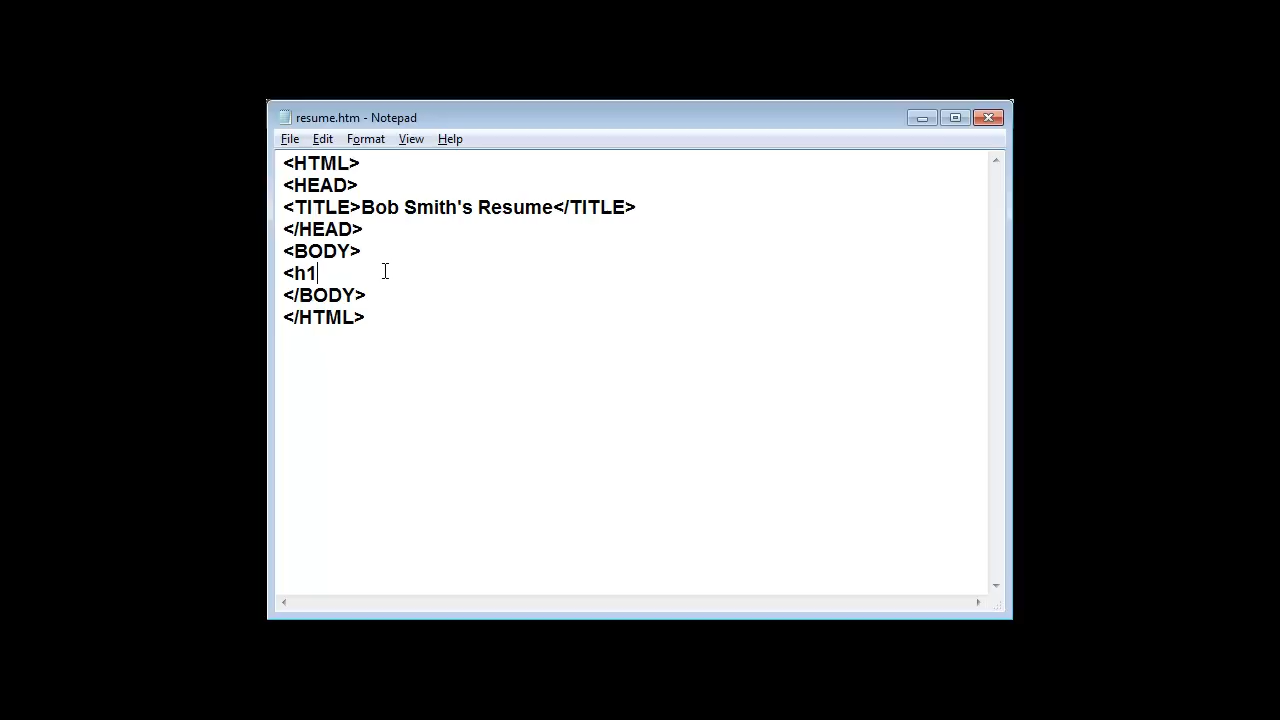 resume.htm - Notepad
File Edit Format View Help
<HTML>
<HEAD>
<TITLE>Bob Smith's Resume</TITLE>
</HEAD>
<BODY>
<h1
</BODY>
</HTML>